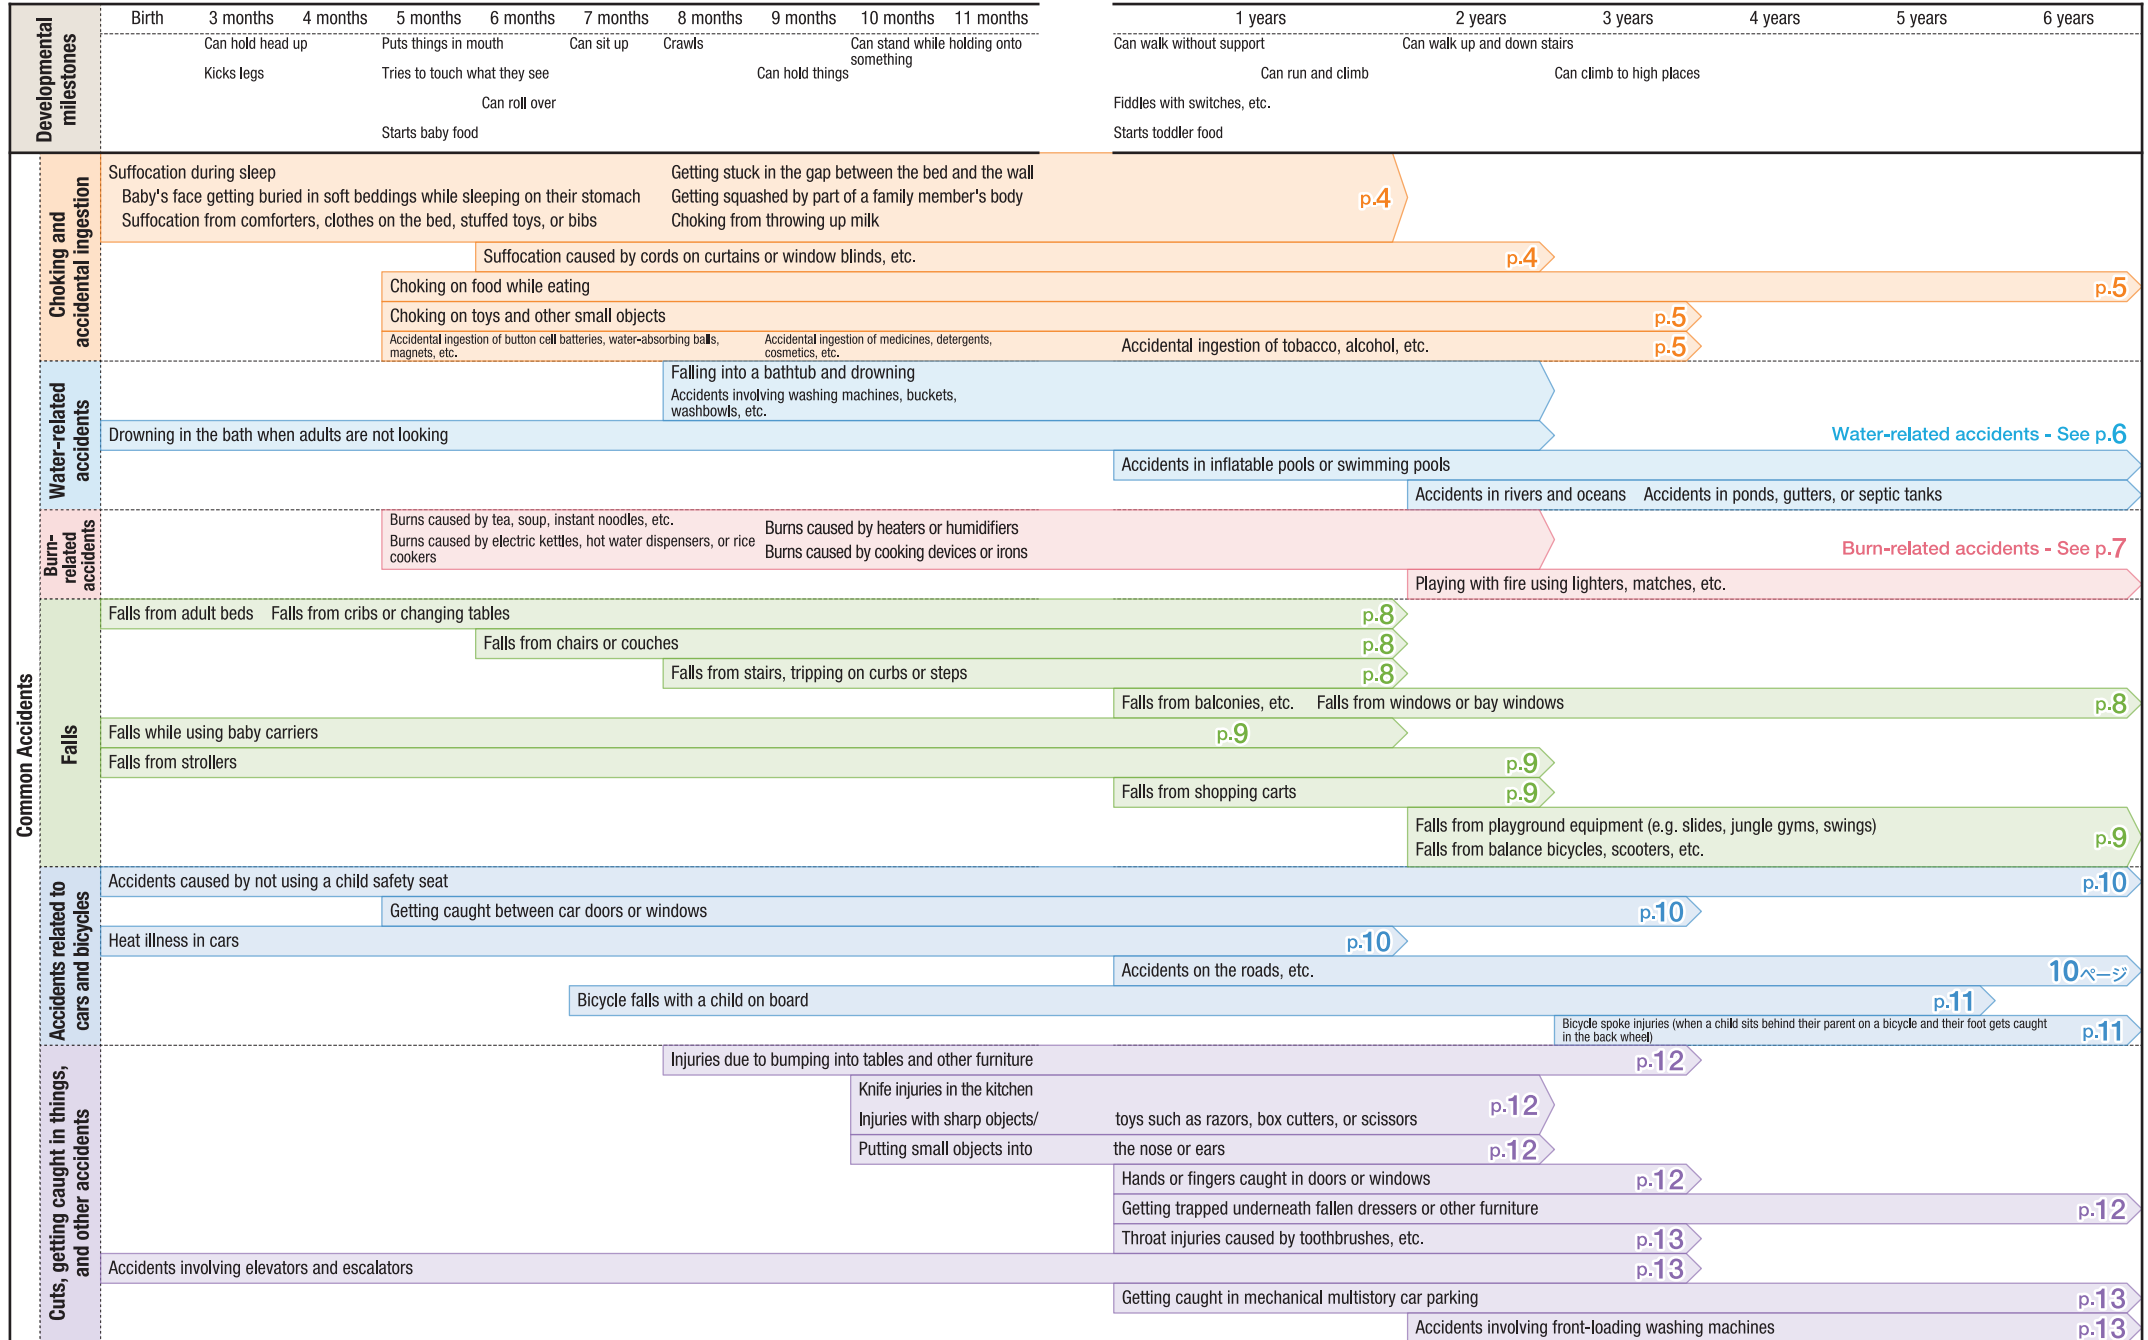 Developmental
milestones
Birth 3 months 4 months 5 months 6 months 7 months 8 months 9 months 10 months 11 months 1 years 2 years 3 years 4 years 5 years 6 years
Can hold head up Puts things in mouth Can sit up Crawls Can stand while holding onto
something Can walk without support Can walk up and down stairs
Kicks legs Tries to touch what they see Can hold things Can run and climb Can climb to high places
Can roll over Fiddles with switches, etc.
Starts baby food Starts toddler food
Common Accidents
Choking and
accidental ingestion
Suffocation during sleep Getting stuck in the gap between the bed and the wall
Baby's face getting buried in soft beddings while sleeping on their stomach Getting squashed by part of a family member's body p.4
Suffocation from comforters, clothes on the bed, stuffed toys, or bibs Choking from throwing up milk
Suffocation caused by cords on curtains or window blinds, etc. p.4
Choking on food while eating p.5
Choking on toys and other small objects p.5
Accidental ingestion of button cell batteries, water-absorbing balls,
magnets, etc.
Accidental ingestion of medicines, detergents,
cosmetics, etc.
Accidental ingestion of tobacco, alcohol, etc. p.5
Water-related
accidents
Falling into a bathtub and drowning
Accidents involving washing machines, buckets,
washbowls, etc.
Drowning in the bath when adults are not looking Water-related accidents - See p.6
Accidents in inflatable pools or swimming pools
Accidents in rivers and oceans Accidents in ponds, gutters, or septic tanks
Burn-
related
accidents
Burns caused by tea, soup, instant noodles, etc.
Burns caused by electric kettles, hot water dispensers, or rice
cookers
Burns caused by heaters or humidifiers
Burns caused by cooking devices or irons
Burn-related accidents - See p.7
Playing with fire using lighters, matches, etc.
Falls
Falls from adult beds Falls from cribs or changing tables p.8
Falls from chairs or couches p.8
Falls from stairs, tripping on curbs or steps p.8
Falls from balconies, etc. Falls from windows or bay windows p.8
Falls while using baby carriers p.9
Falls from strollers p.9
Falls from shopping carts p.9
Falls from playground equipment (e.g. slides, jungle gyms, swings)
Falls from balance bicycles, scooters, etc. p.9
Accidents related to
cars and bicycles
Accidents caused by not using a child safety seat p.10
Getting caught between car doors or windows p.10
Heat illness in cars p.10
Accidents on the roads, etc. 10ページ
Bicycle falls with a child on board p.11
Bicycle spoke injuries (when a child sits behind their parent on a bicycle and their foot gets caught
in the back wheel) p.11
Cuts, getting caught in things,
and other accidents
Injuries due to bumping into tables and other furniture p.12
Knife injuries in the kitchen
Injuries with sharp objects/ toys such as razors, box cutters, or scissors p.12
Putting small objects into the nose or ears p.12
Hands or fingers caught in doors or windows p.12
Getting trapped underneath fallen dressers or other furniture p.12
Throat injuries caused by toothbrushes, etc. p.13
Accidents involving elevators and escalators p.13
Getting caught in mechanical multistory car parking p.13
Accidents involving front-loading washing machines p.13